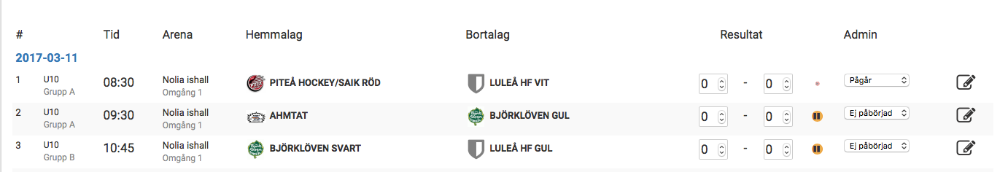 # Tid Arena Hemmalag Bortalag Resultat Admin
2017-03-11
1 U10 08:30 Nolia ishall PITEÅ HOCKEY/SAIK RÖD LULEÅ HF VIT 0 - 0 Pågår
Grupp A Omgång 1
2 U10 09:30 Nolia ishall AHMTAT BJÖRKLÖVEN GUL 0 - 0 Ej påbörjad
Grupp A Omgång 1
3 U10 10:45 Nolia ishall BJÖRKLÖVEN SVART LULEÅ HF GUL 0 - 0 Ej påbörjad
Grupp B Omgång 1